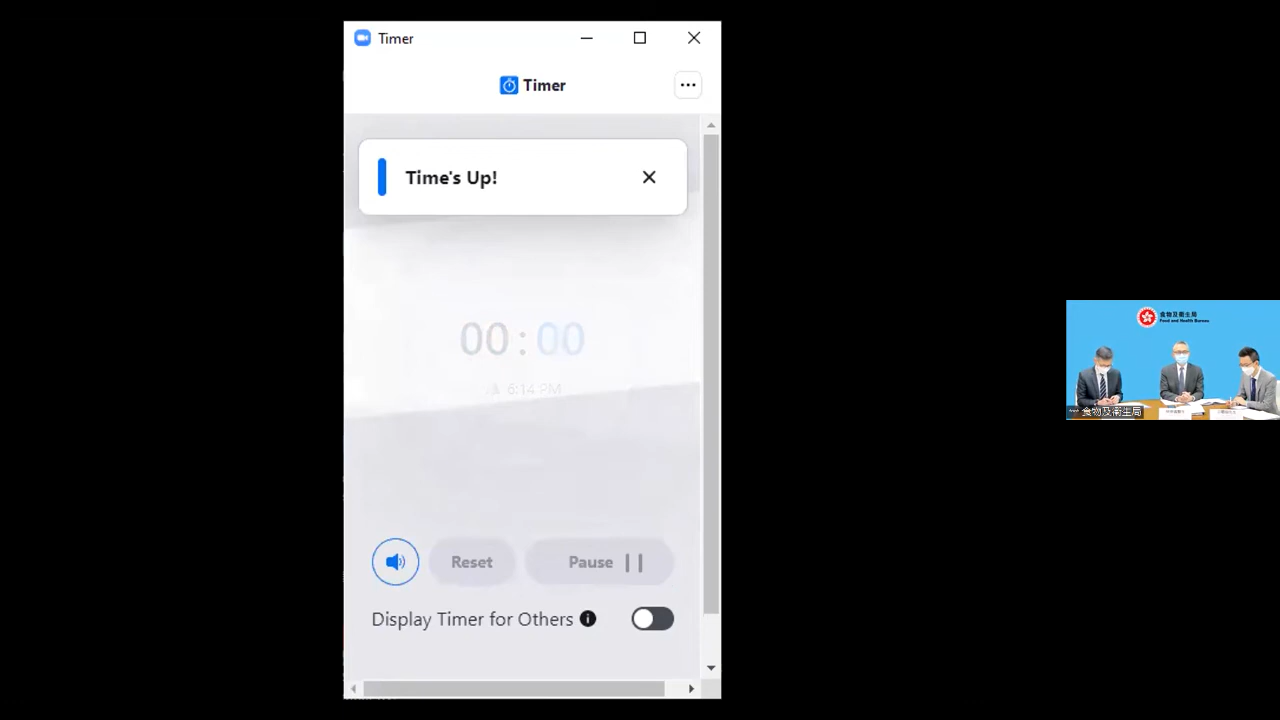 Timer
Timer
Time's Up!
00:00
6:14 PM
Reset
Pause
Display Timer for Others
食物及衞生局
Food and Health Bureau
食物及衞生局